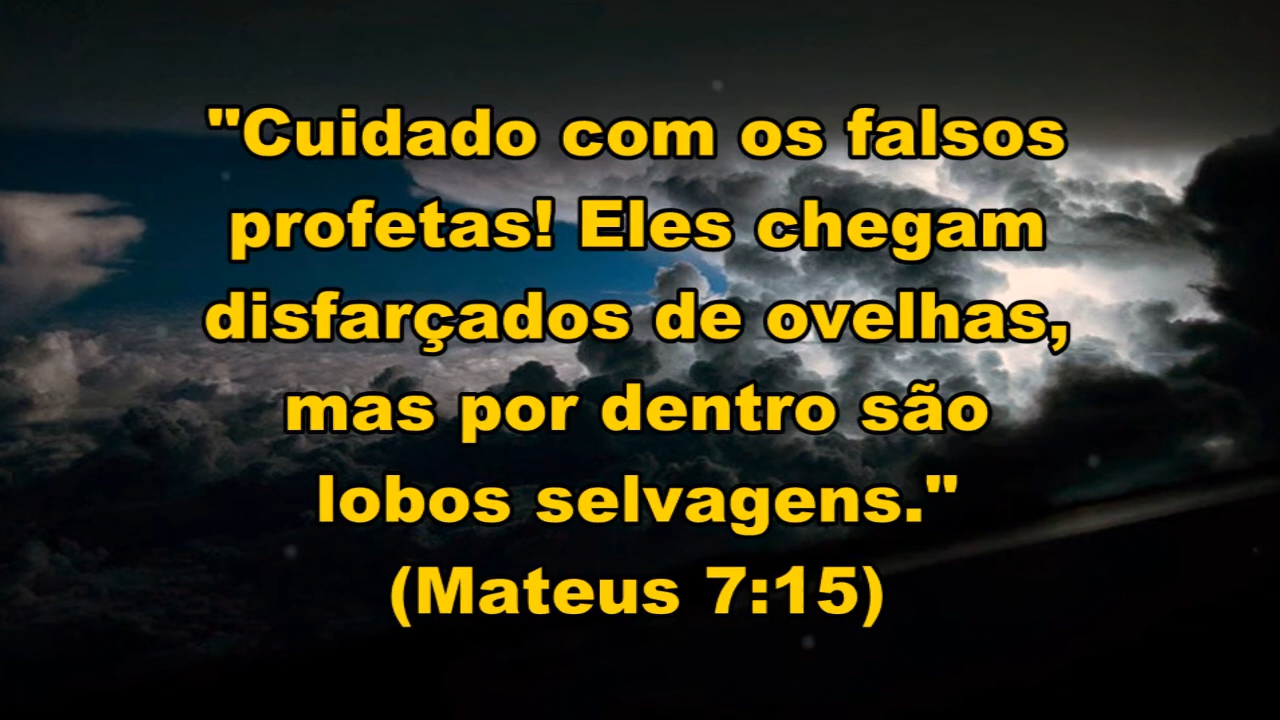 "Cuidado com os falsos
profetas! Eles chegam
disfarçados de ovelhas,
mas por dentro são
lobos selvagens."
(Mateus 7:15)